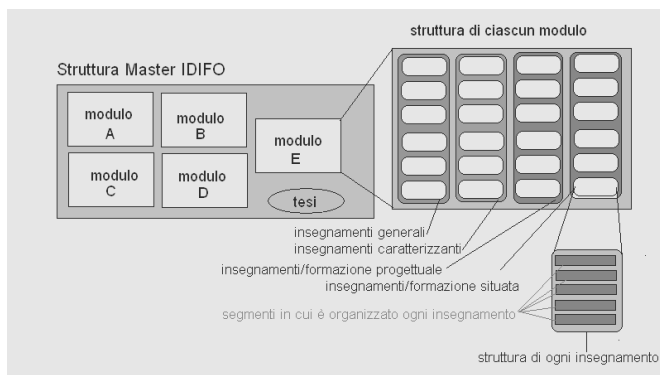 struttura di ciascun modulo
Struttura Master IDIFO
modulo
A
modulo
B
modulo
E
modulo
C
modulo
D
tesi
insegnamenti generali
insegnamenti caratterizzanti
insegnamenti/formazione progettuale
insegnamenti/formazione situata
segmenti in cui é organizzato ogni insegnamento
struttura di ogni insegnamento